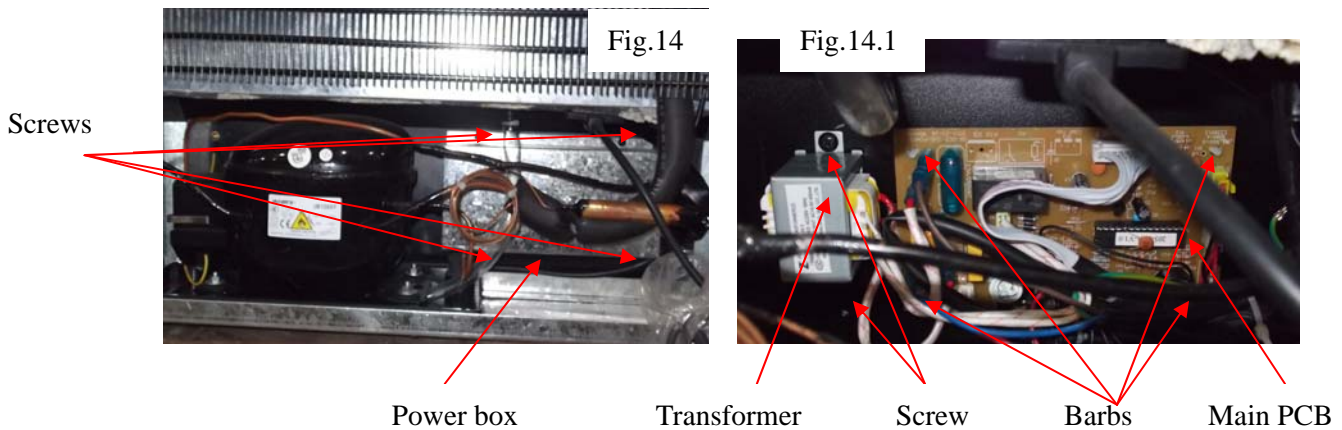 Fig.14
Fig.14.1
Screws
Power box
Transformer
Screw
Barbs
Main PCB